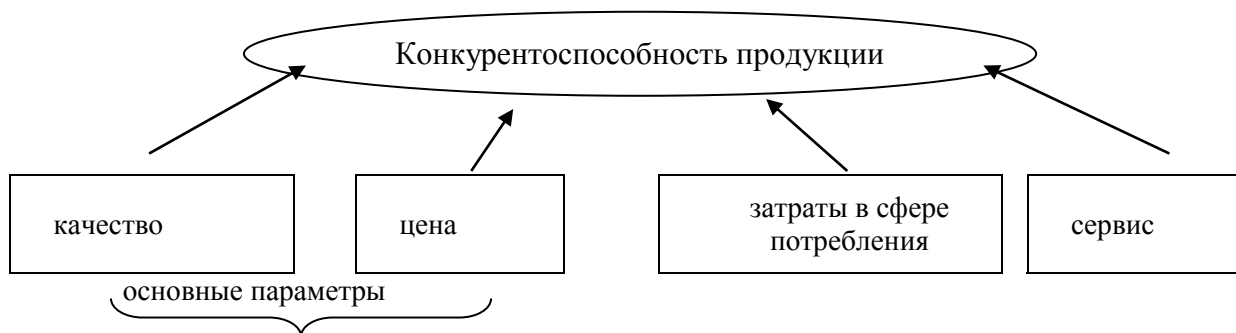 Конкурентоспособность продукции
качество
цена
затраты в сфере
потребления
сервис
основные параметры